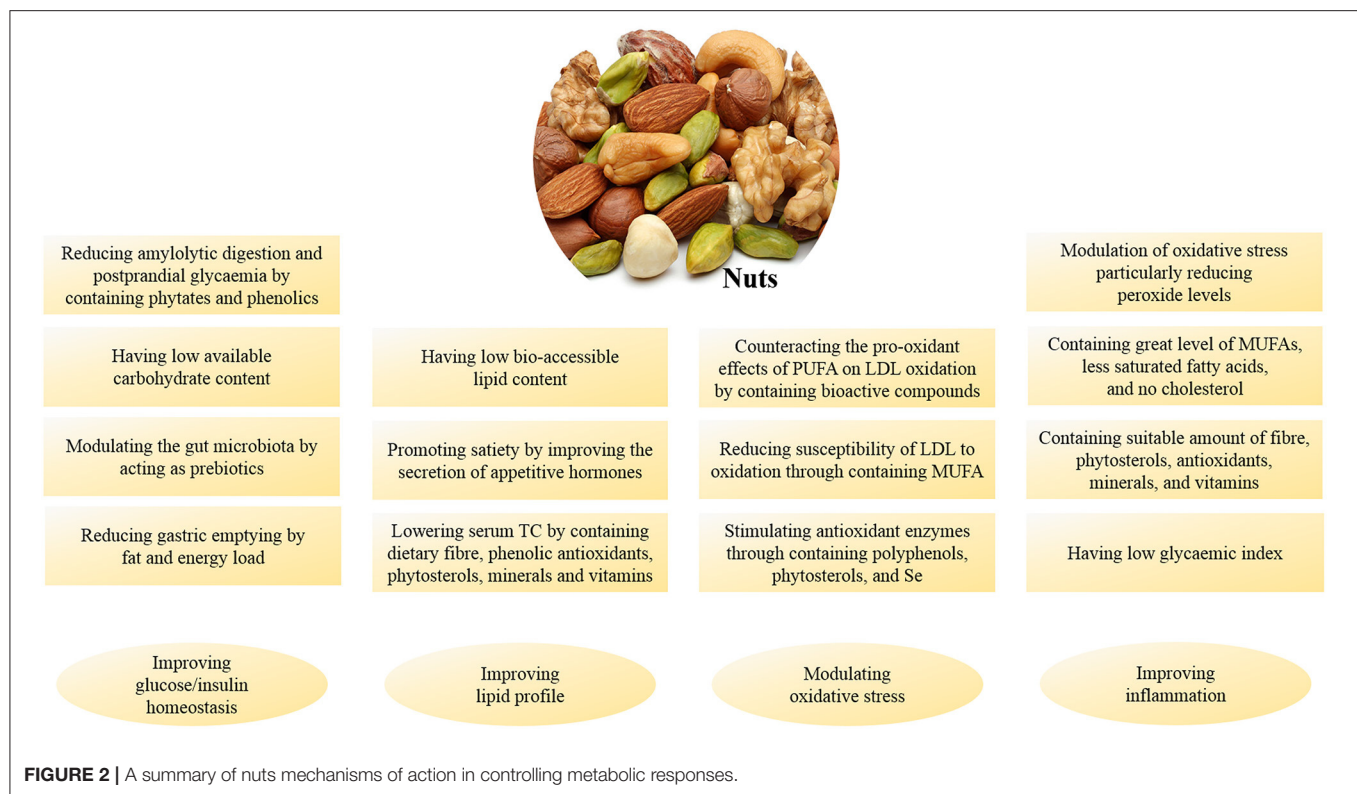 Nuts
Reducing amylolytic digestion and
postprandial glycaemia by
containing phytates and phenolics
Having low available
carbohydrate content
Modulating the gut microbiota by
acting as prebiotics
Reducing gastric emptying by
fat and energy load
Improving
glucose/insulin
homeostasis
Having low bio-accessible
lipid content
Promoting satiety by improving the
secretion of appetitive hormones
Lowering serum TC by containing
dietary fibre, phenolic antioxidants,
phytosterols, minerals and vitamins
Improving
lipid profile
Counteracting the pro-oxidant
effects of PUFA on LDL oxidation
by containing bioactive compounds
Reducing susceptibility of LDL to
oxidation through containing MUFA
Stimulating antioxidant enzymes
through containing polyphenols,
phytosterols, and Se
Modulating
oxidative stress
Modulation of oxidative stress
particularly reducing
peroxide levels
Containing great level of MUFAs,
less saturated fatty acids,
and no cholesterol
Containing suitable amount of fibre,
phytosterols, antioxidants,
minerals, and vitamins
Having low glycaemic index
Improving
inflammation
FIGURE 2 | A summary of nuts mechanisms of action in controlling metabolic responses.